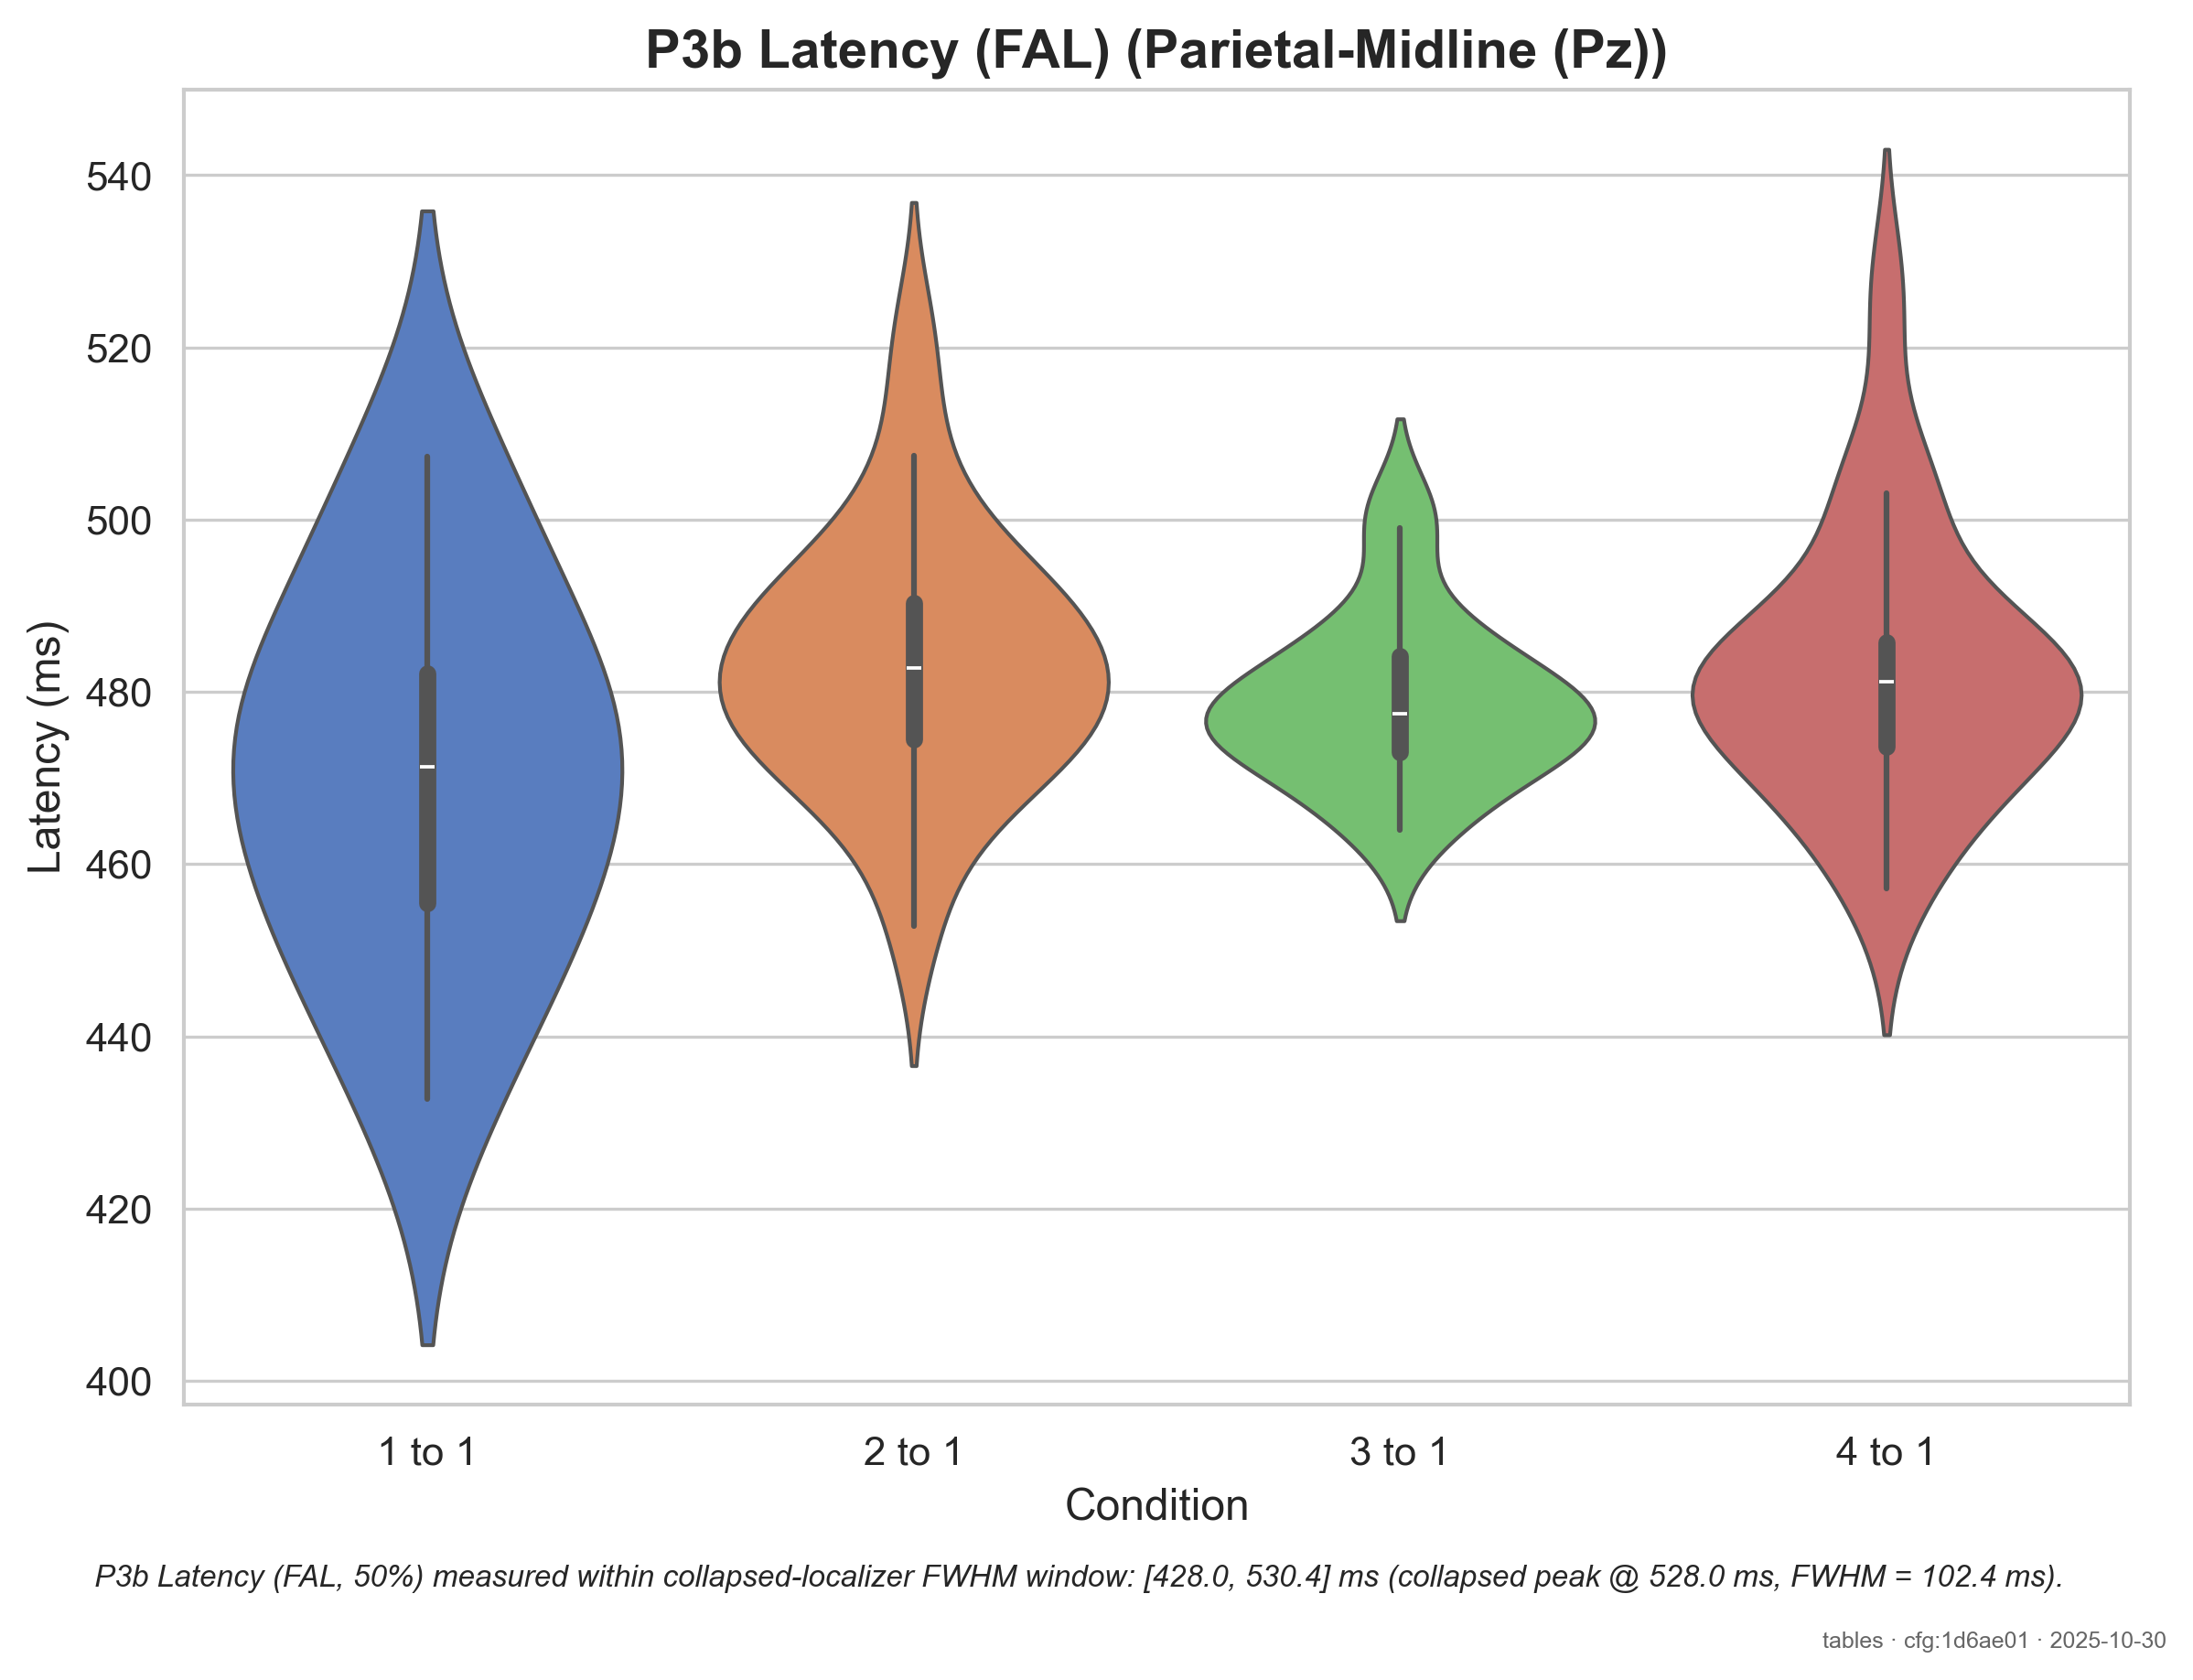 P3b Latency (FAL) (Parietal-Midline (Pz))
Latency (ms)
540
520
500
480
460
440
420
400
1 to 1
2 to 1
3 to 1
4 to 1
Condition
P3b Latency (FAL, 50%) measured within collapsed-localizer FWHM window: [428.0, 530.4] ms (collapsed peak @ 528.0 ms, FWHM = 102.4 ms).
tables · cfg:1d6ae01 · 2025-10-30